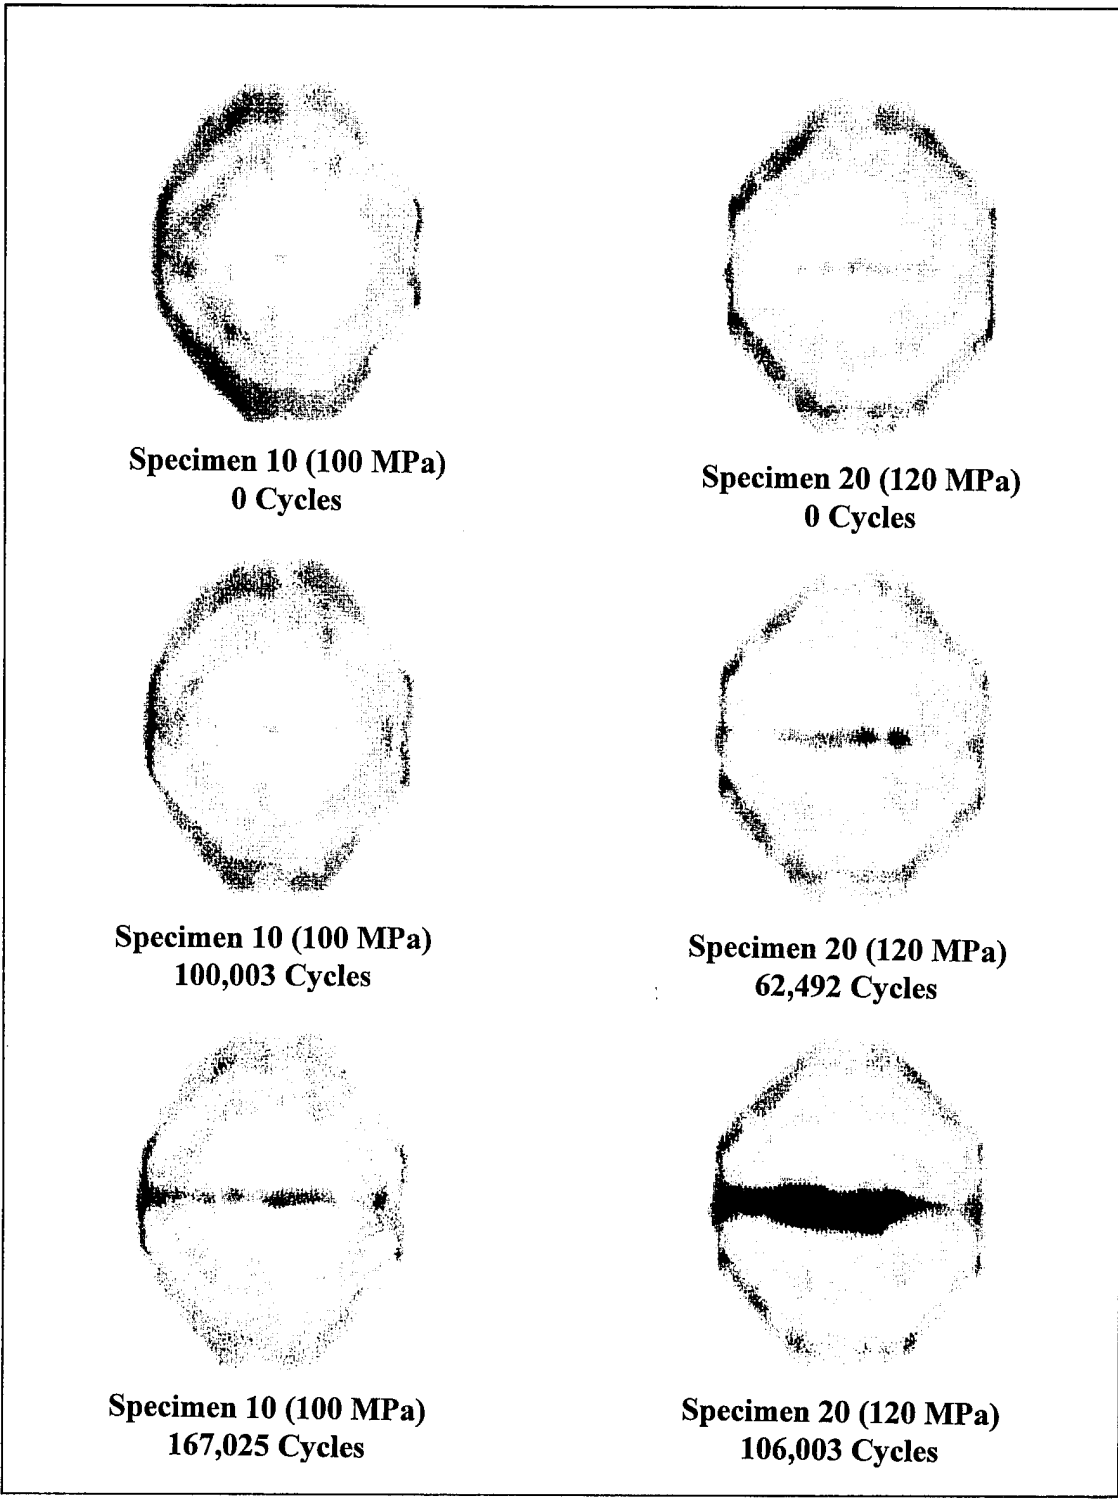 Specimen 10 (100 MPa)
0 Cycles
Specimen 20 (120 MPa)
0 Cycles
Specimen 10 (100 MPa)
100,003 Cycles
Specimen 20 (120 MPa)
62,492 Cycles
Specimen 10 (100 MPa)
167,025 Cycles
Specimen 20 (120 MPa)
106,003 Cycles